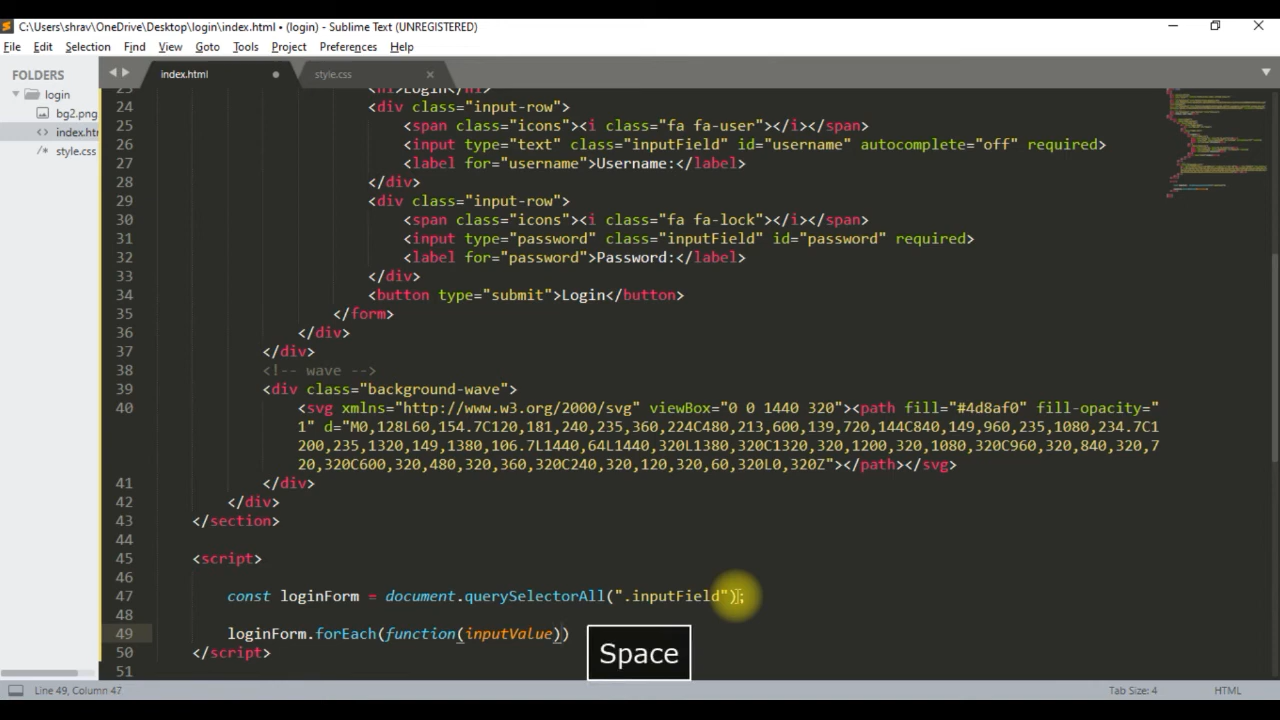 C:\Users\shrav\OneDrive\Desktop\login\index.html • (login) - Sublime Text (UNREGISTERED)
File Edit Selection Find View Goto Tools Project Preferences Help
FOLDERS
login
bg2.png
index.htm
/* style.css
index.html
style.css
24 <div class="input-row">
25 <span class="icons"><i class="fa fa-user"></i></span>
26 <input type="text" class="inputField" id="username" autocomplete="off" required>
27 <label for="username">Username:</label>
28 </div>
29 <div class="input-row">
30 <span class="icons"><i class="fa fa-lock"></i></span>
31 <input type="password" class="inputField" id="password" required>
32 <label for="password">Password:</label>
33 </div>
34 <button type="submit">Login</button>
35 </form>
36 </div>
37 </div>
38 <!-- wave -->
39 <div class="background-wave">
40 <svg xmlns="http://www.w3.org/2000/svg" viewBox="0 0 1440 320"><path fill="#4d8af0" fill-opacity="
1" d="M0,128L60,154.7C120,181,240,235,360,224C480,213,600,139,720,144C840,149,960,235,1080,234.7C1
200,235,1320,149,1380,106.7L1440,64L1440,320L1380,320C1320,320,1200,320,1080,320C960,320,840,320,7
20,320C600,320,480,320,360,320C240,320,120,320,60,320L0,320Z"></path></svg>
41 </div>
42 </div>
43 </section>
44
45 <script>
46
47 const loginForm = document.querySelectorAll(".inputField");
48
49 loginForm.forEach(function(inputValue))
50 </script>
51
Space
Line 49, Column 47
Tab Size: 4
HTML